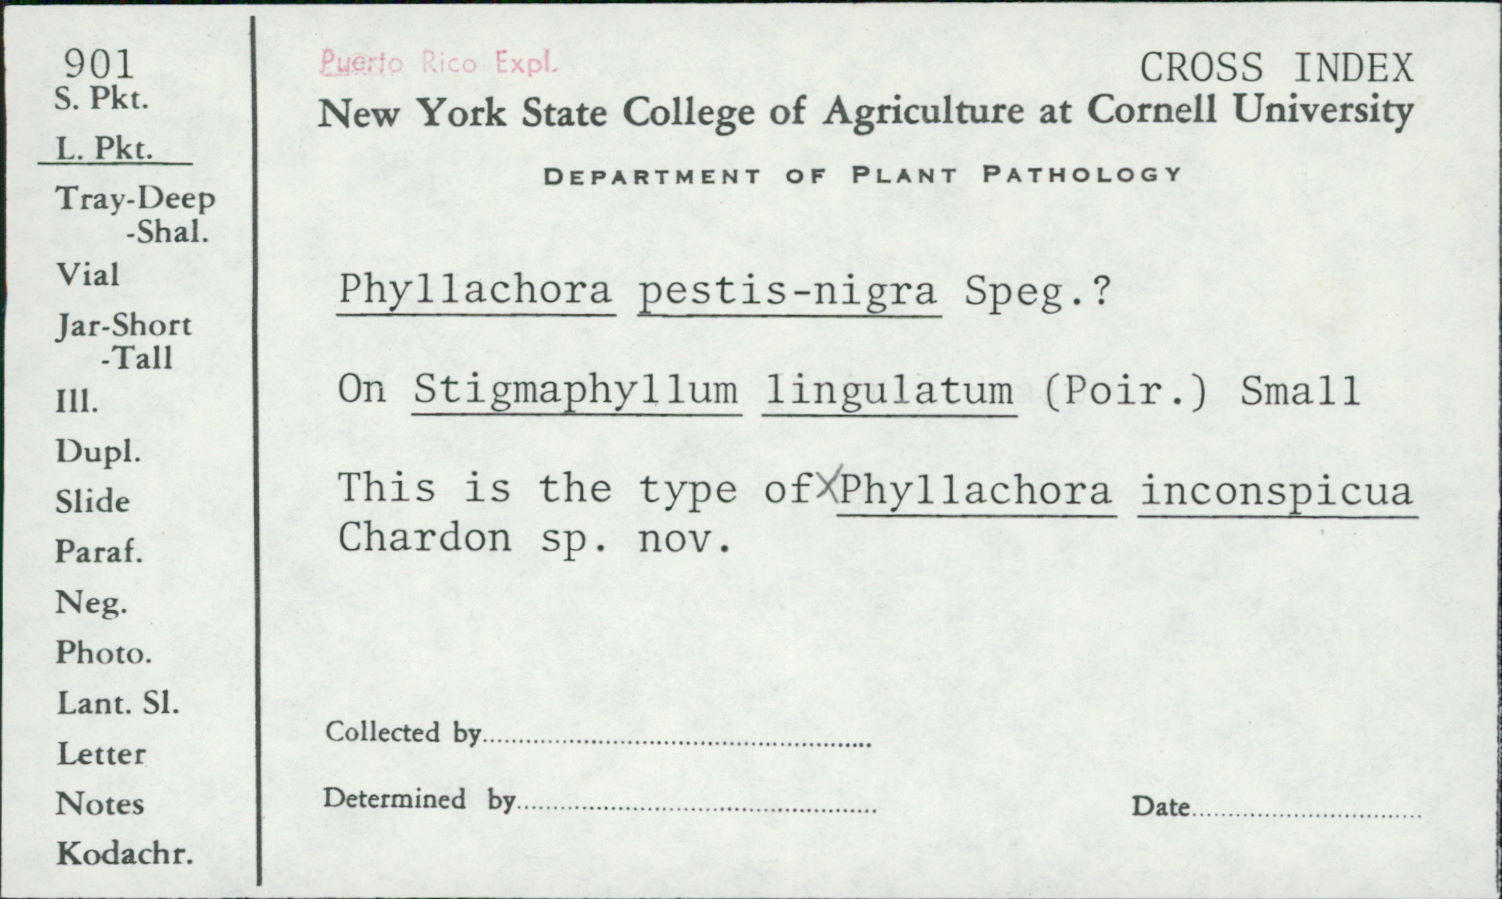 901
S. Pkt.
L. Pkt.
Tray-Deep
-Shal.
Vial
Jar-Short
-Tall
Ill.
Dupl.
Slide
Paraf.
Neg.
Photo.
Lant. Sl.
Letter
Notes
Kodachr.
Puerto Rico Expl.
CROSS INDEX
New York State College of Agriculture at Cornell University
DEPARTMENT OF PLANT PATHOLOGY
Phyllachora pestis-nigra Speg.?
On Stigmaphyllum lingulatum (Poir.) Small
This is the type of XPhyllachora inconspicua
Chardon sp. nov.
Collected by
Determined by
Date